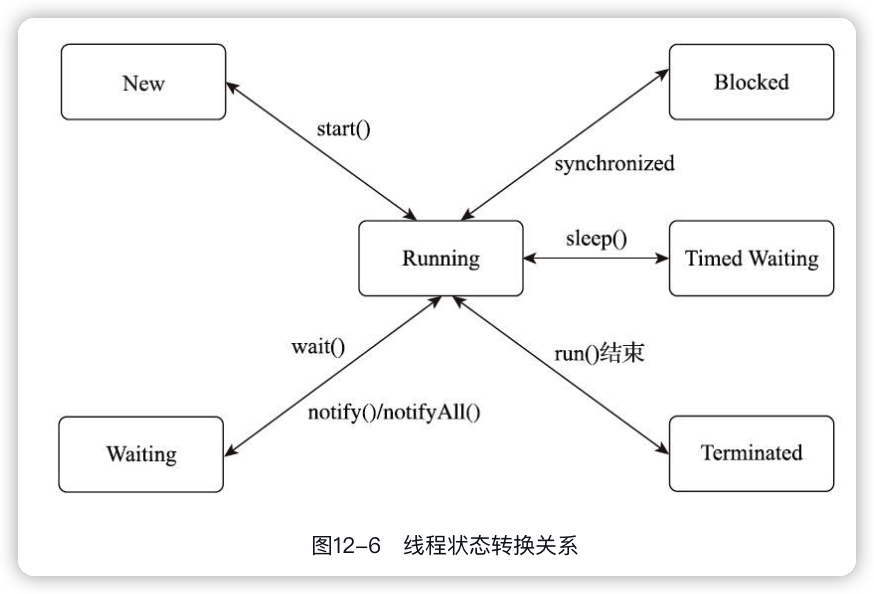 New
Blocked
start()
synchronized
Running
sleep()
Timed Waiting
wait()
run()结束
notify()/notifyAll()
Waiting
Terminated
图12-6 线程状态转换关系